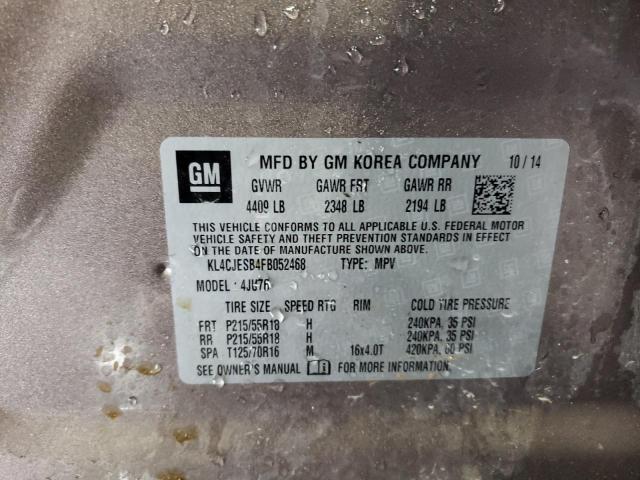 GM MFD BY GM KOREA COMPANY 10/14
GVWR GAWR FRT GAWR RR
4409 LB 2348 LB 2194 LB
THIS VEHICLE CONFORMS TO ALL APPLICABLE U.S. FEDERAL MOTOR
VEHICLE SAFETY AND THEFT PREVENTION STANDARDS IN EFFECT
ON THE DATE OF MANUFACTURE SHOWN ABOVE.
KL4CJESB4FB052468 TYPE: MPV
MODEL: 4JU76
TIRE SIZE SPEED RTG RIM COLD TIRE PRESSURE
FRT P215/55R18 H 240KPA, 35 PSI
RR P215/55R18 H 240KPA, 35 PSI
SPA T125/70R16 M 16x4.0T 420KPA, 60 PSI
SEE OWNER'S MANUAL FOR MORE INFORMATION